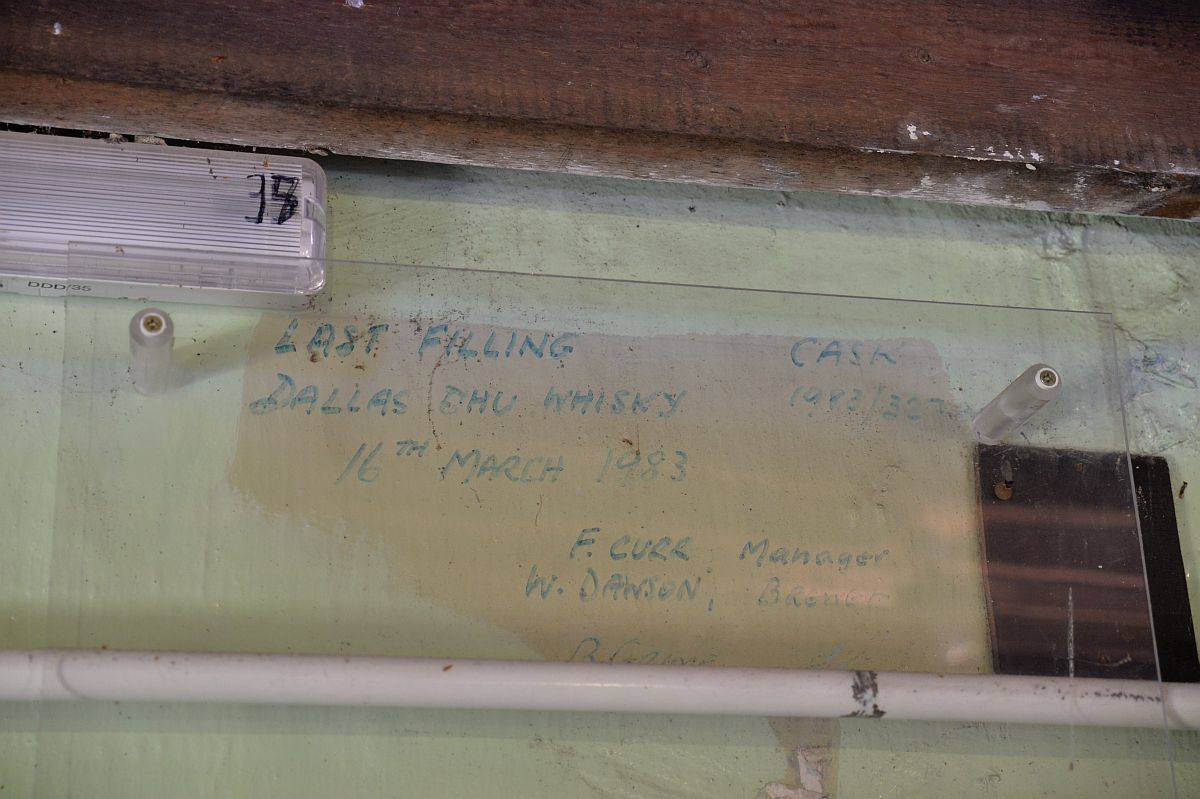 38
DDD/35
LAST FILLING CASK
DALLAS DHU WHISKY
16TH MARCH 1983
F. CURR Manager
W. DAWSON, BREWER